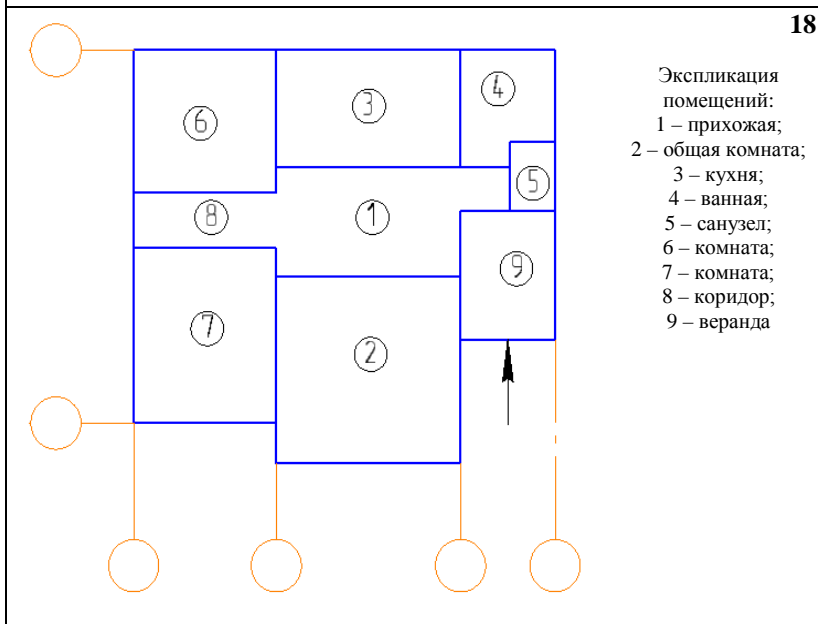 18
Экспликация
помещений:
1 – прихожая;
2 – общая комната;
3 – кухня;
4 – ванная;
5 – санузел;
6 – комната;
7 – комната;
8 – коридор;
9 – веранда
6
3
4
5
8
1
9
7
2